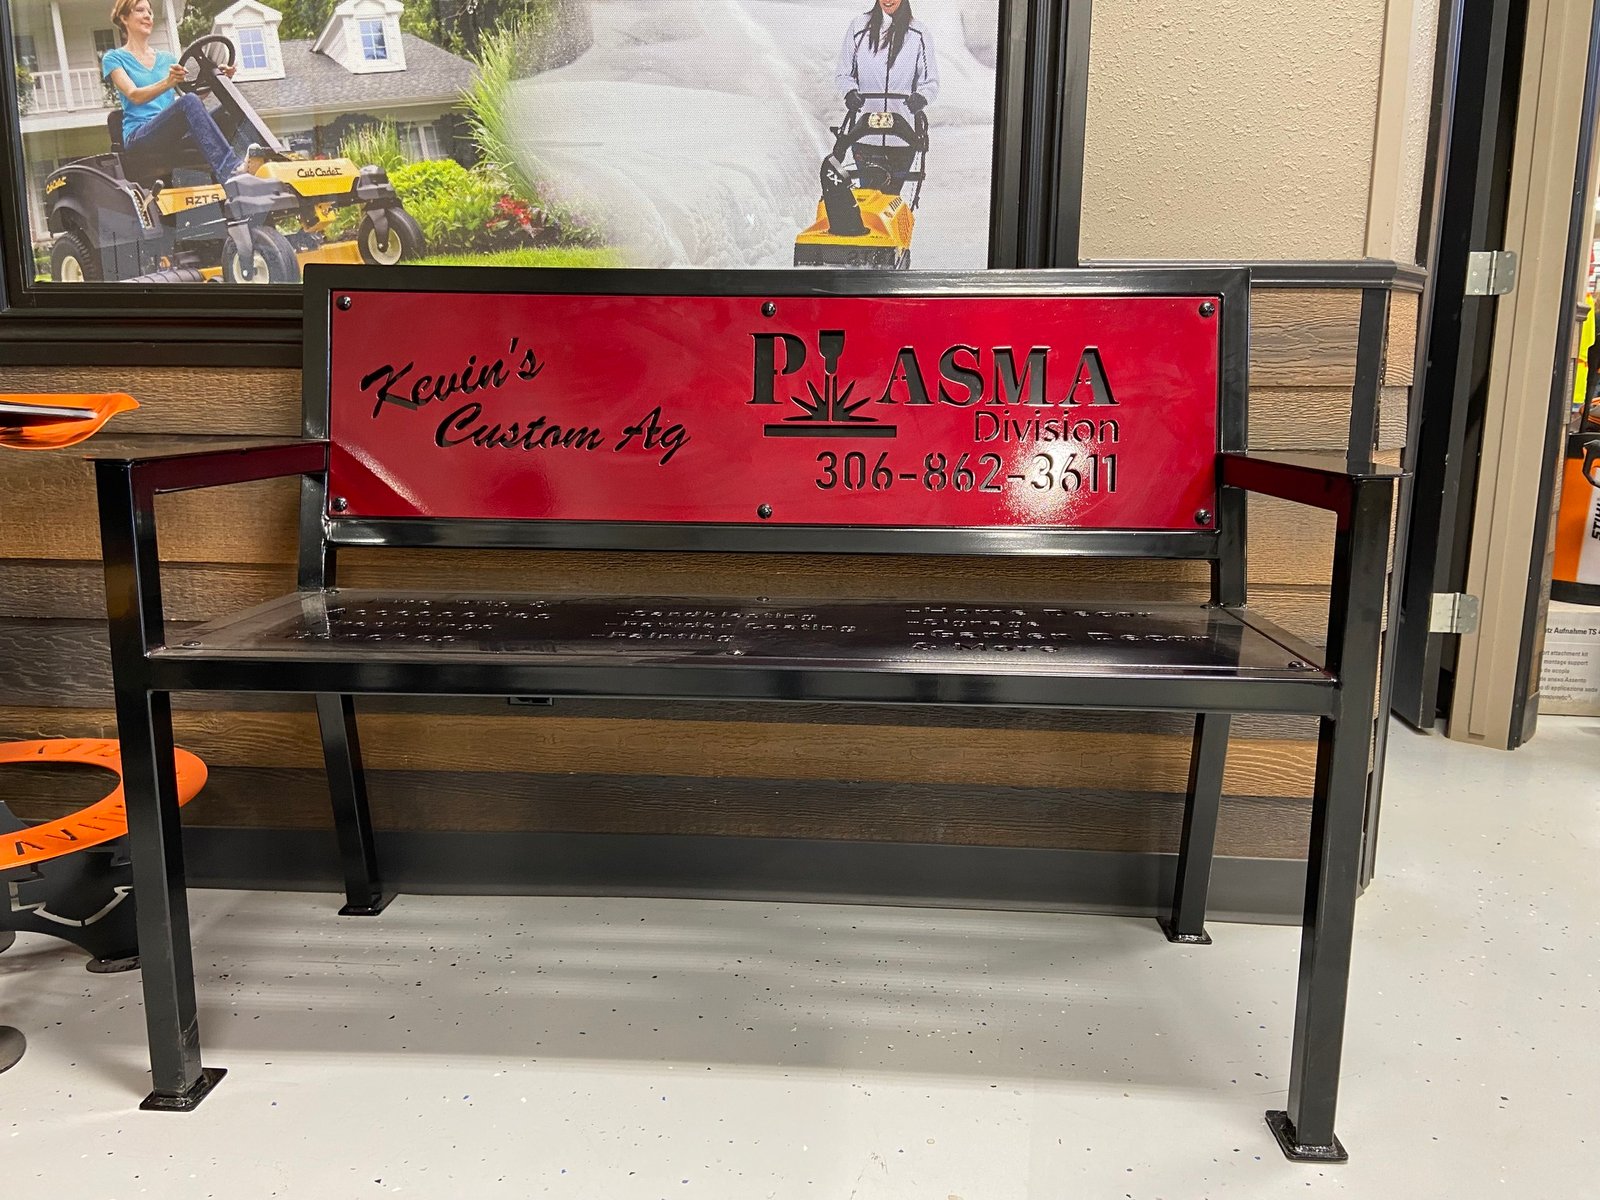 Cub Cadet
RZT S
Kevin's
Custom Ag
PLASMA
Division
306-862-3611
-Sandblasting
-Powder Coating
-Painting
-Home Decor
-Signage
-Garden Decor
& More